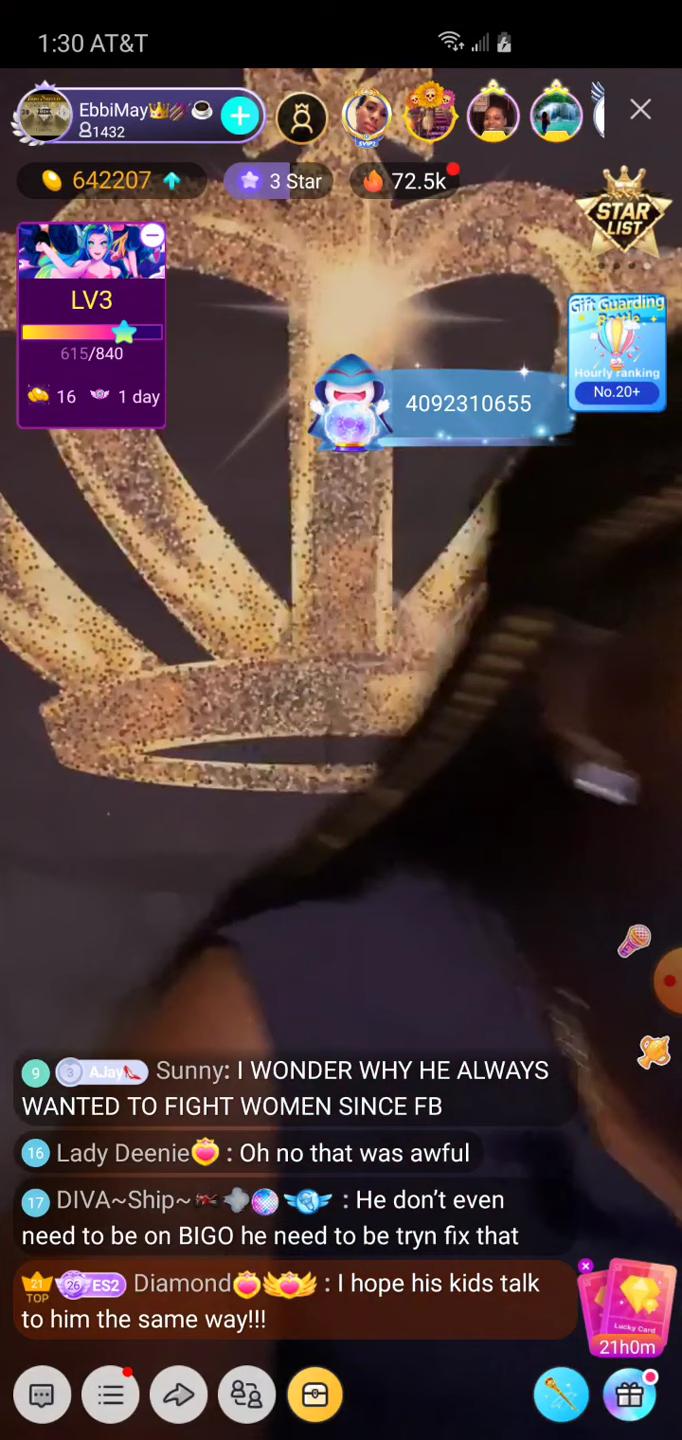 1:30 AT&T
EbbiMay
1432
642207
3 Star
72.5k
STAR
LIST
LV3
615/840
16
1 day
Gift Guarding
Battle
Hourly ranking
No.20+
4092310655
9 3 AJay Sunny: I WONDER WHY HE ALWAYS
WANTED TO FIGHT WOMEN SINCE FB
16 Lady Deenie : Oh no that was awful
17 DIVA~Ship~ : He don’t even
need to be on BIGO he need to be tryn fix that
21 TOP 26 ES2 Diamond : I hope his kids talk
to him the same way!!!
Lucky Card
21h0m